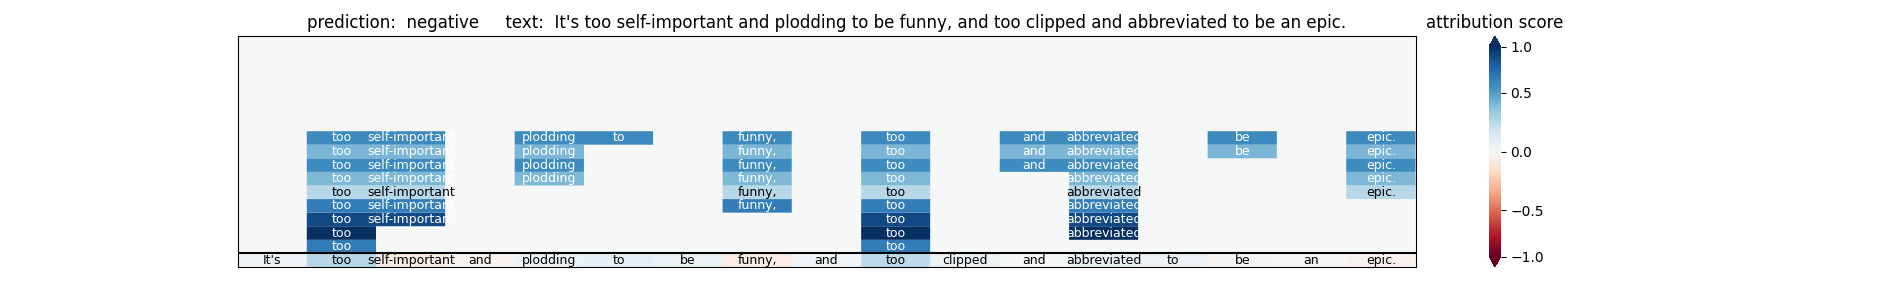 prediction:  negative     text:  It's too self-important and plodding to be funny, and too clipped and abbreviated to be an epic.
attribution score
too self-important plodding to funny, too and abbreviated be epic.
too self-important plodding funny, too and abbreviated be epic.
too self-important plodding funny, too and abbreviated epic.
too self-important plodding funny, too abbreviated epic.
too self-important funny, too abbreviated epic.
too self-important funny, too abbreviated
too self-important too abbreviated
too too abbreviated
too too
It's too self-important and plodding to be funny, and too clipped and abbreviated to be an epic.
1.0
0.5
0.0
−0.5
−1.0